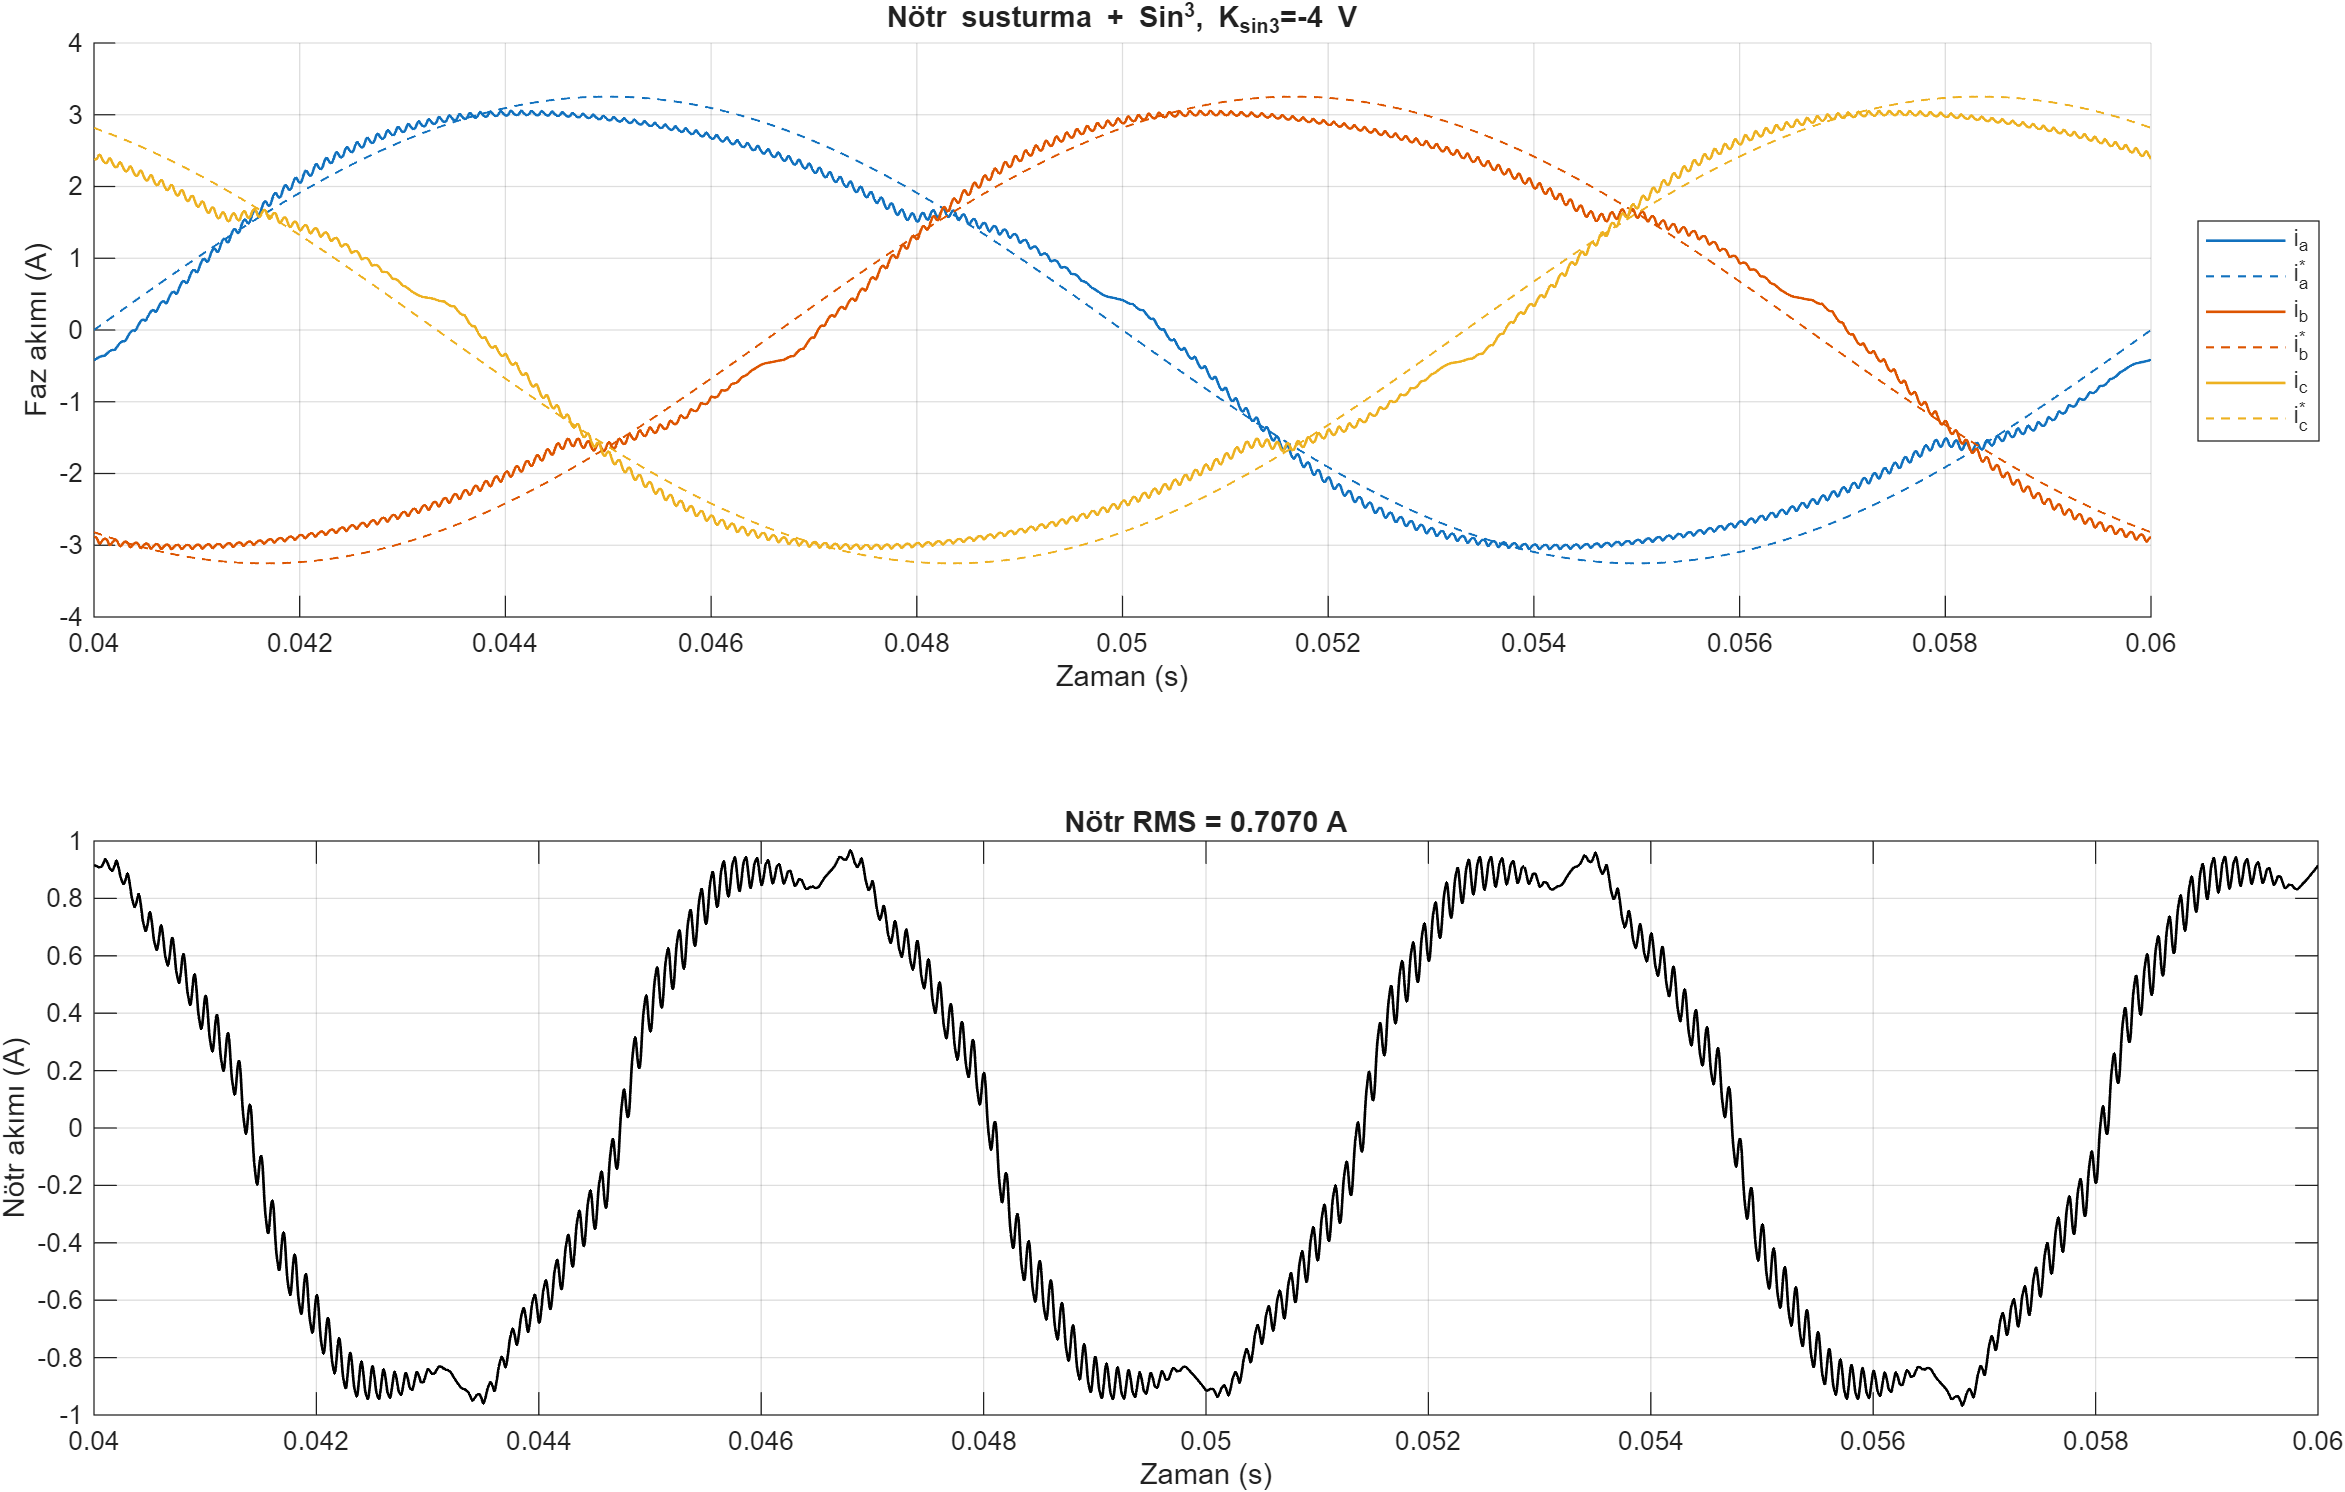 Nötr susturma + Sin³, Ksin3=-4 V
4
3
2
1
0
-1
-2
-3
-4
Faz akımı (A)
0.04 0.042 0.044 0.046 0.048 0.05 0.052 0.054 0.056 0.058 0.06
Zaman (s)
ia
i*a
ib
i*b
ic
i*c
Nötr RMS = 0.7070 A
1
0.8
0.6
0.4
0.2
0
-0.2
-0.4
-0.6
-0.8
-1
Nötr akımı (A)
0.04 0.042 0.044 0.046 0.048 0.05 0.052 0.054 0.056 0.058 0.06
Zaman (s)